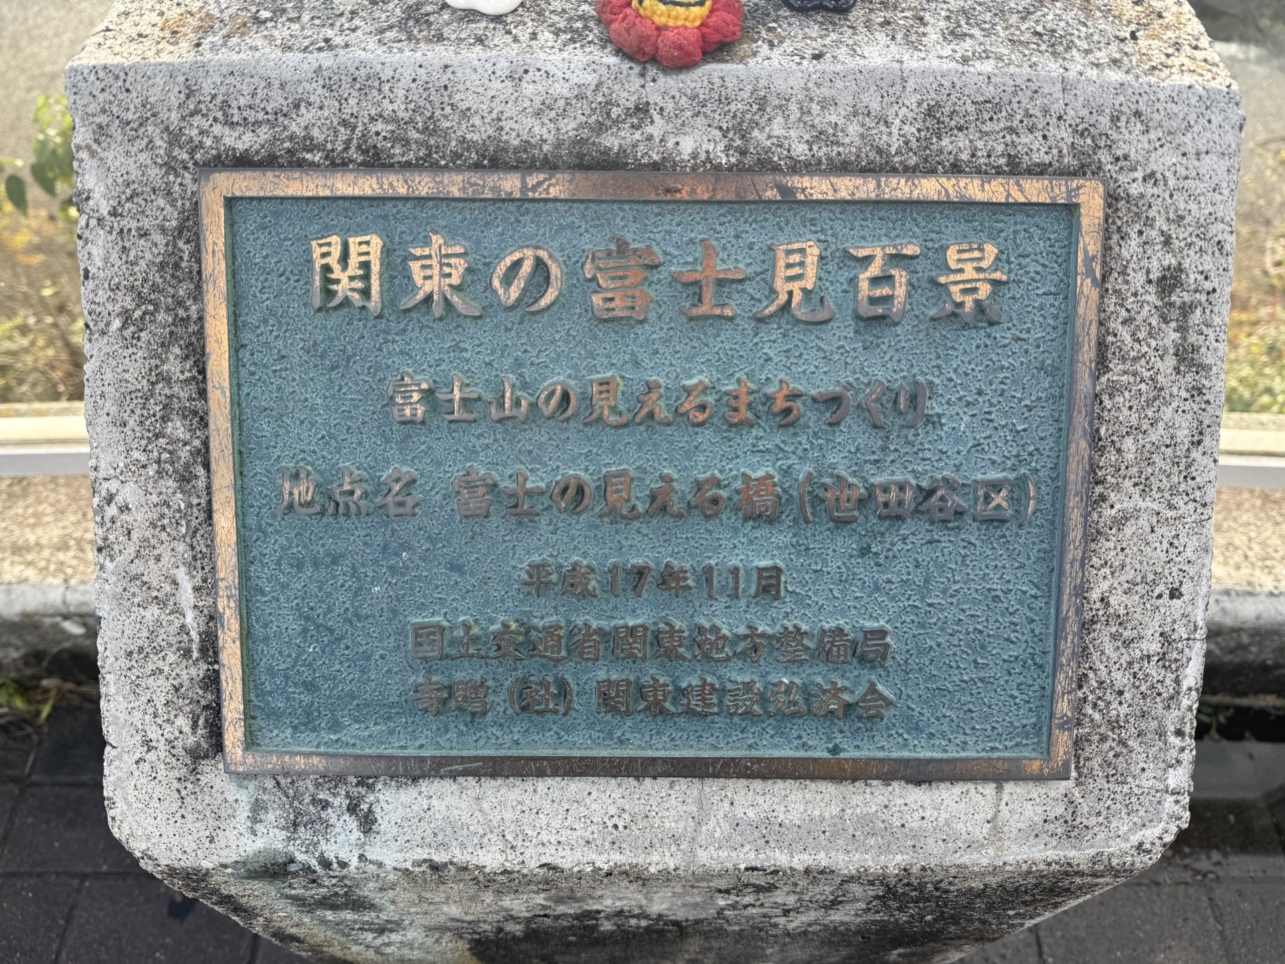 関東の富士見百景
富士山の見えるまちづくり
地点名 富士の見える橋(世田谷区)
平成17年11月
国土交通省関東地方整備局
寄贈(社)関東建設弘済会